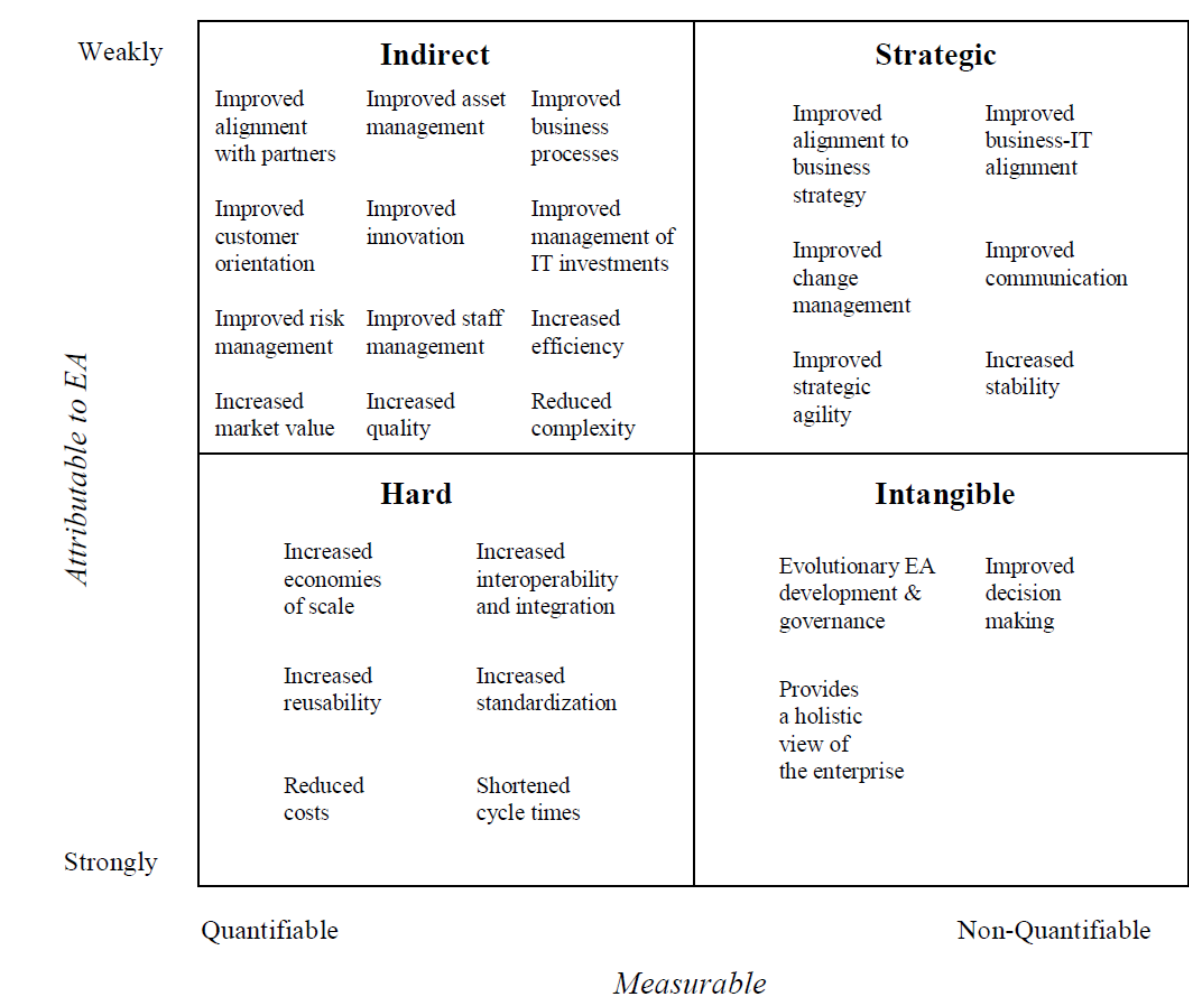 Weakly
Indirect
Improved
alignment
with partners
Improved asset
management
Improved
business
processes
Improved
customer
orientation
Improved
innovation
Improved
management of
IT investments
Improved risk
management
Improved staff
management
Increased
efficiency
Increased
market value
Increased
quality
Reduced
complexity
Strategic
Improved
alignment to
business
strategy
Improved
business-IT
alignment
Improved
change
management
Improved
communication
Improved
strategic
agility
Increased
stability
Attributable to EA
Hard
Increased
economies
of scale
Increased
interoperability
and integration
Increased
reusability
Increased
standardization
Reduced
costs
Shortened
cycle times
Intangible
Evolutionary EA
development &
governance
Improved
decision
making
Provides
a holistic
view of
the enterprise
Strongly
Quantifiable
Non-Quantifiable
Measurable